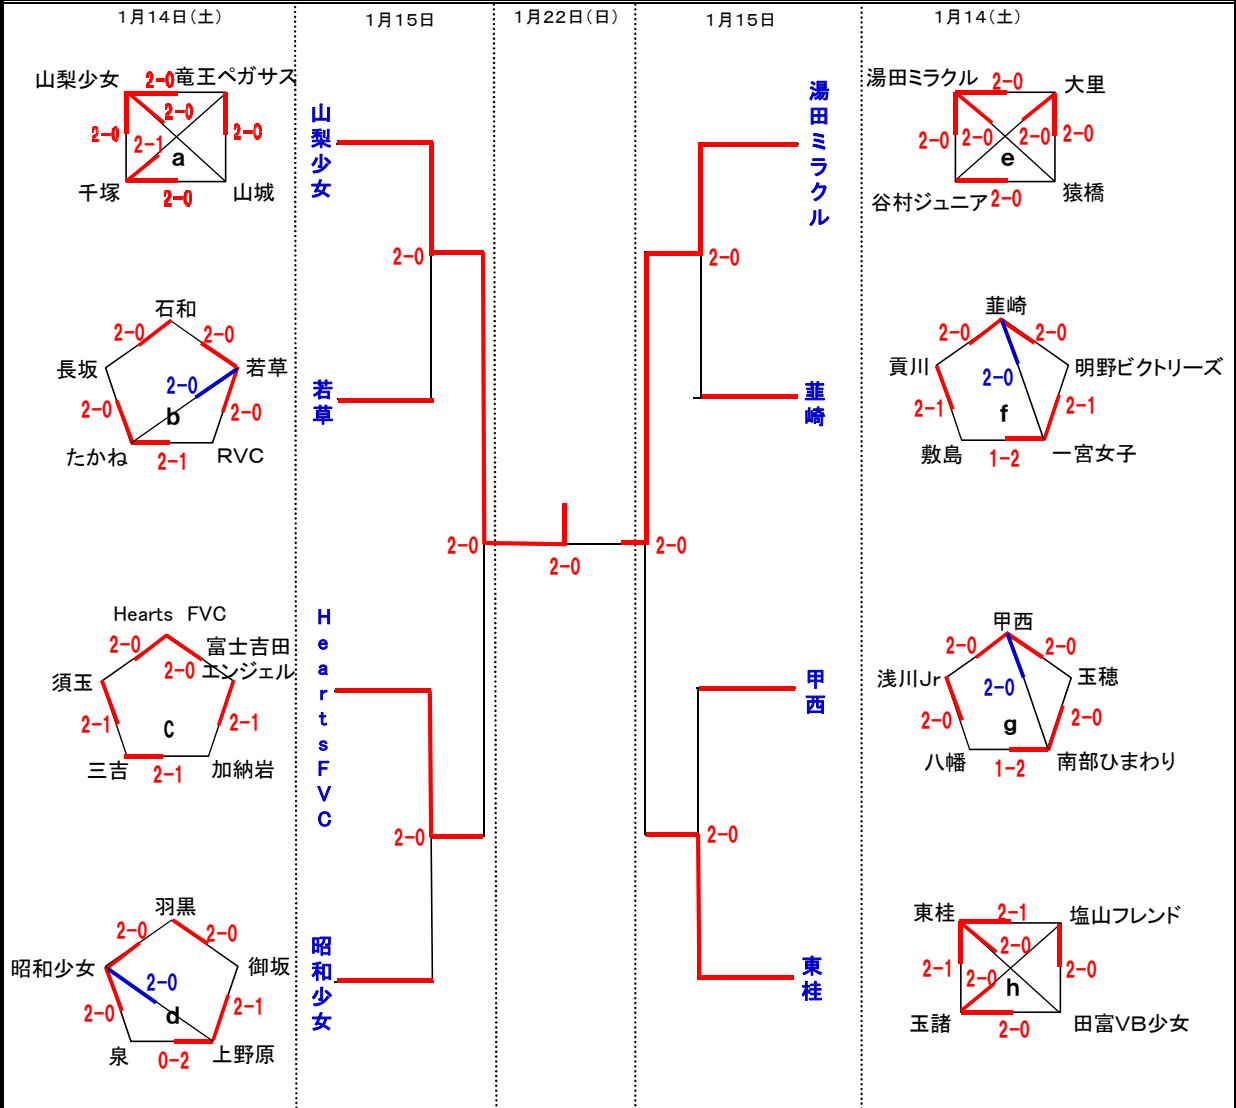 1月14日(土)
1月15日
1月22日(日)
1月15日
1月14(土)
山梨少女
2-0
竜王ペガサス
2-0
2-0
2-0
2-1
a
千塚
2-0
山城
石和
2-0
2-0
長坂
若草
2-0
2-0
2-0
b
たかね
2-1
RVC
Hearts FVC
2-0
富士吉田
2-0
エンジェル
須玉
2-1
2-1
c
三吉
2-1
加納岩
羽黒
2-0
2-0
昭和少女
御坂
2-0
2-0
2-1
d
泉
0-2
上野原
山梨少女
2-0
若草
2-0
HeartsFVC
2-0
昭和少女
2-0
湯田ミラクル
2-0
韮崎
2-0
甲西
2-0
東桂
湯田ミラクル
2-0
大里
2-0
2-0
2-0
2-0
e
谷村ジュニア
2-0
猿橋
韮崎
2-0
2-0
貢川
明野ビクトリーズ
2-0
2-1
2-1
f
敷島
1-2
一宮女子
甲西
2-0
2-0
浅川Jr
玉穂
2-0
2-0
2-0
g
八幡
1-2
南部ひまわり
東桂
2-1
塩山フレンド
2-0
2-1
2-0
2-0
h
玉諸
2-0
田富VB少女